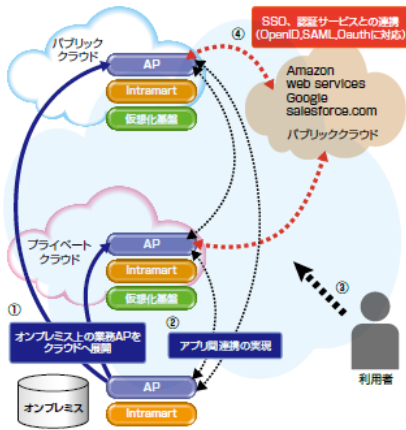 SSO、認証サービスとの連携
(OpenID,SAML,Oauthに対応)
④
パブリック
クラウド
AP
Intramart
仮想化基盤
Amazon
web services
Google
salesforce.com
パブリッククラウド
プライベート
クラウド
AP
Intramart
仮想化基盤
①
オンプレミス上の業務APを
クラウドへ展開
②
アプリ間連携の実現
③
利用者
オンプレミス
AP
Intramart